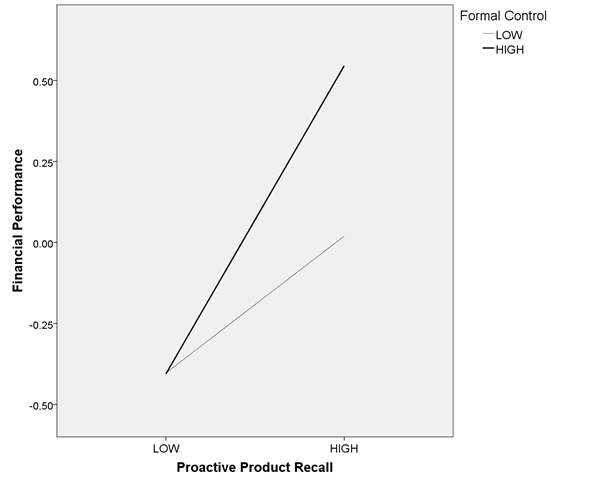 Formal Control
LOW
HIGH
Financial Performance
0.50
0.25
0.00
-0.25
-0.50
LOW
HIGH
Proactive Product Recall